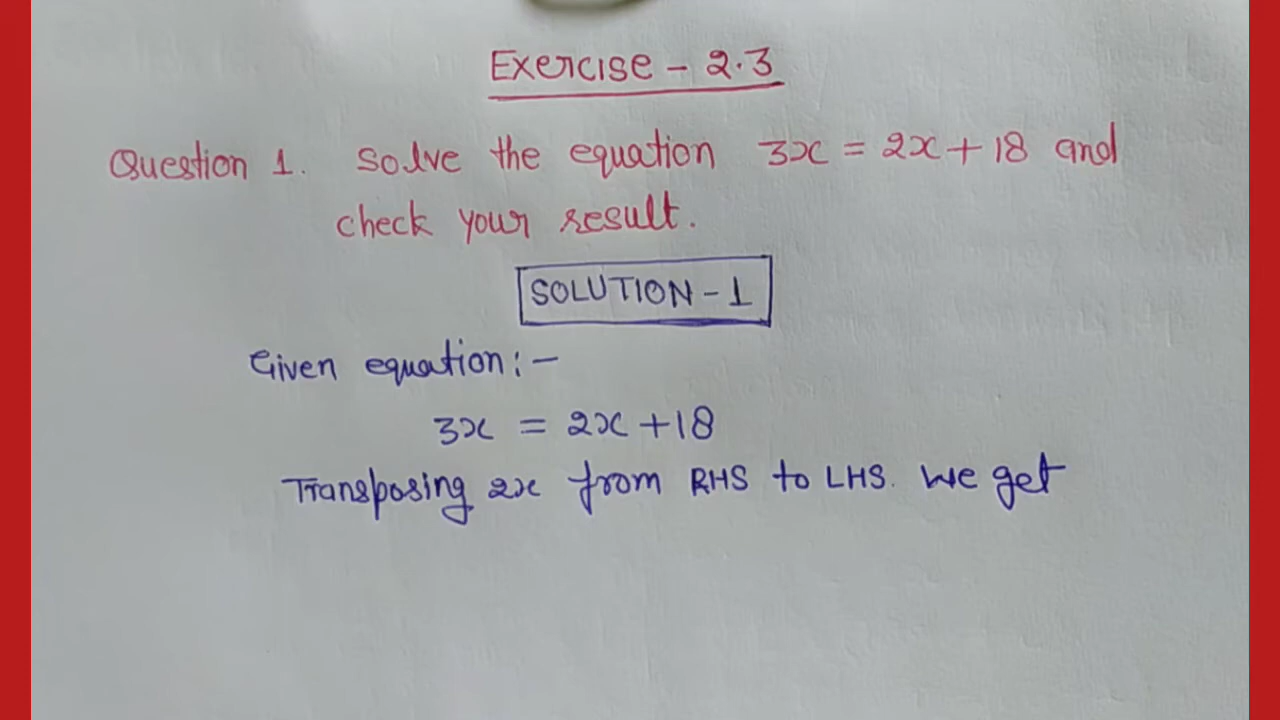 Exercise - 2.3
Question 1. Solve the equation 3x = 2x + 18 and
check your result.
SOLUTION - 1
Given equation : -
3x = 2x + 18
Transposing 2x from RHS to LHS. We get